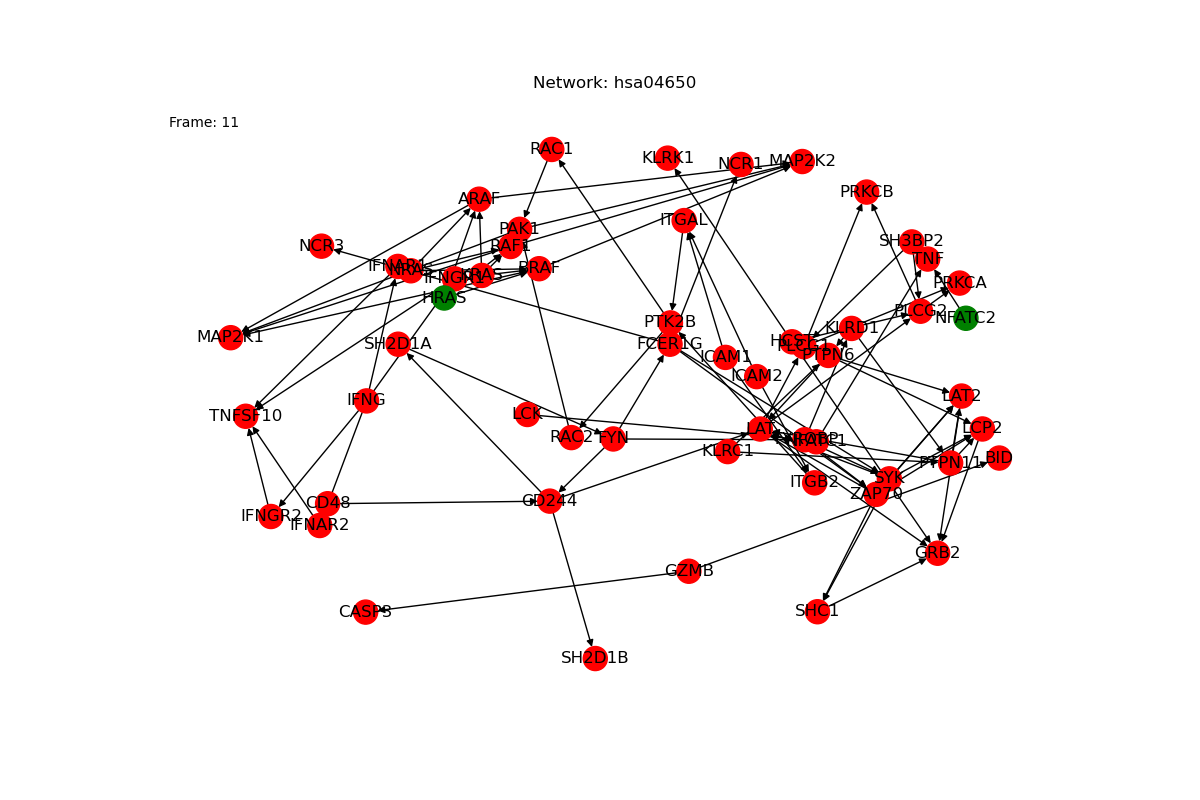 Network: hsa04650
Frame: 11
RAC1
KLRK1
NCR1
MAP2K2
PRKCB
ARAF
ITGAL
PAK1
SH3BP2
NCR3
RAF1
TNF
BRAF
KRAS
IFNGR1
PRKCA
HRAS
PLCG2
NFATC2
PTK2B
KLRD1
MAP2K1
SH2D1A
FCER1G
HCST
PTPN6
ICAM1
ICAM2
LAT2
IFNG
TNFSF10
LCK
LAT
LCP2
RAC2
FYN
KLRC1
BID
PTPN11
SYK
ITGB2
ZAP70
CD48
CD244
IFNGR2
IFNAR2
GRB2
GZMB
CASP3
SHC1
SH2D1B